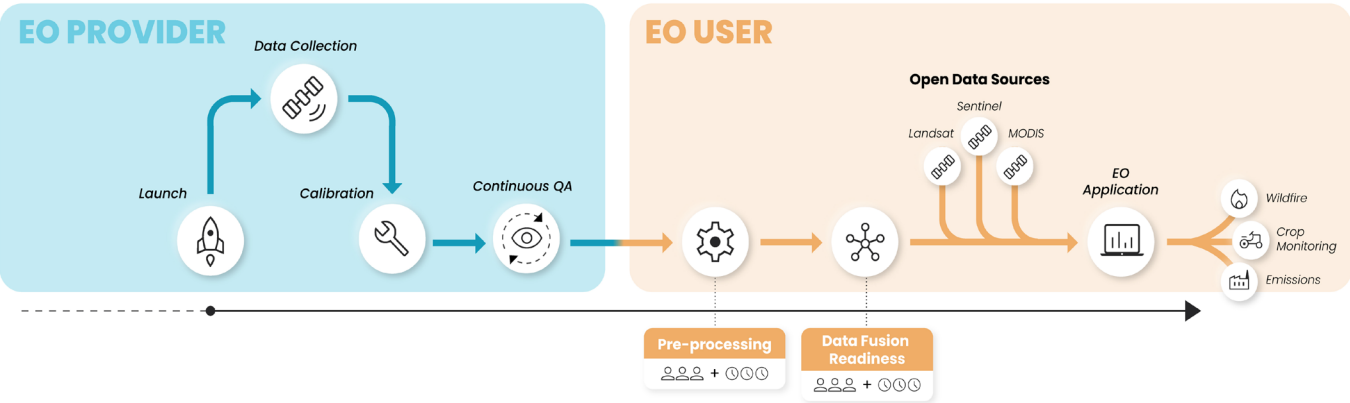 EO PROVIDER
Data Collection
Launch
Calibration
Continuous QA
EO USER
Open Data Sources
Sentinel
Landsat
MODIS
EO
Application
Wildfire
Crop
Monitoring
Emissions
Pre-processing
+
Data Fusion
Readiness
+